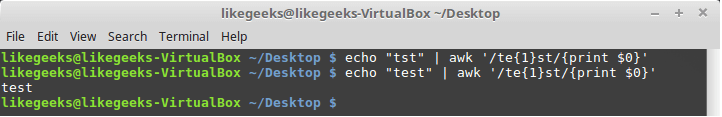 likegeeks@likegeeks-VirtualBox ~/Desktop
File Edit View Search Terminal Help
likegeeks@likegeeks-VirtualBox ~/Desktop $ echo "tst" | awk '/te{1}st/{print $0}'
likegeeks@likegeeks-VirtualBox ~/Desktop $ echo "test" | awk '/te{1}st/{print $0}'
test
likegeeks@likegeeks-VirtualBox ~/Desktop $